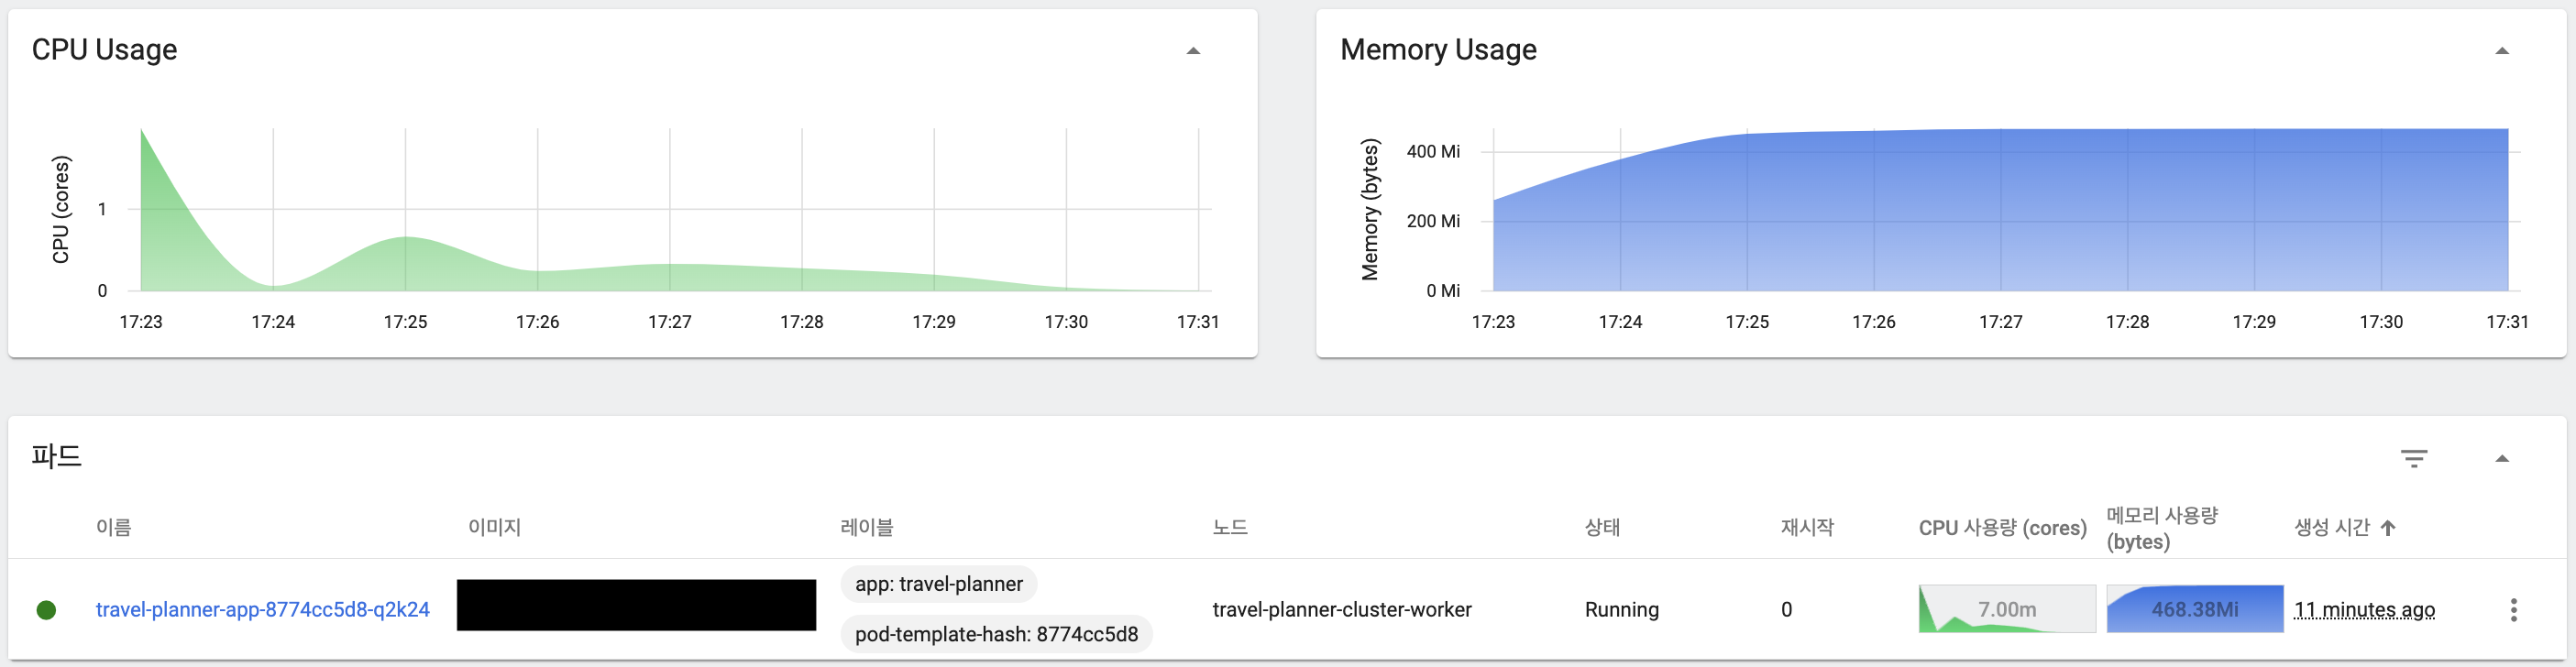 CPU Usage
CPU (cores)
1
0
17:23 17:24 17:25 17:26 17:27 17:28 17:29 17:30 17:31
Memory Usage
Memory (bytes)
400 Mi
200 Mi
0 Mi
17:23 17:24 17:25 17:26 17:27 17:28 17:29 17:30 17:31
파드
이름 이미지 레이블 노드 상태 재시작 CPU 사용량 (cores) 메모리 사용량 (bytes) 생성 시간
travel-planner-app-8774cc5d8-q2k24
app: travel-planner
pod-template-hash: 8774cc5d8
travel-planner-cluster-worker Running 0 7.00m 468.38Mi 11 minutes ago